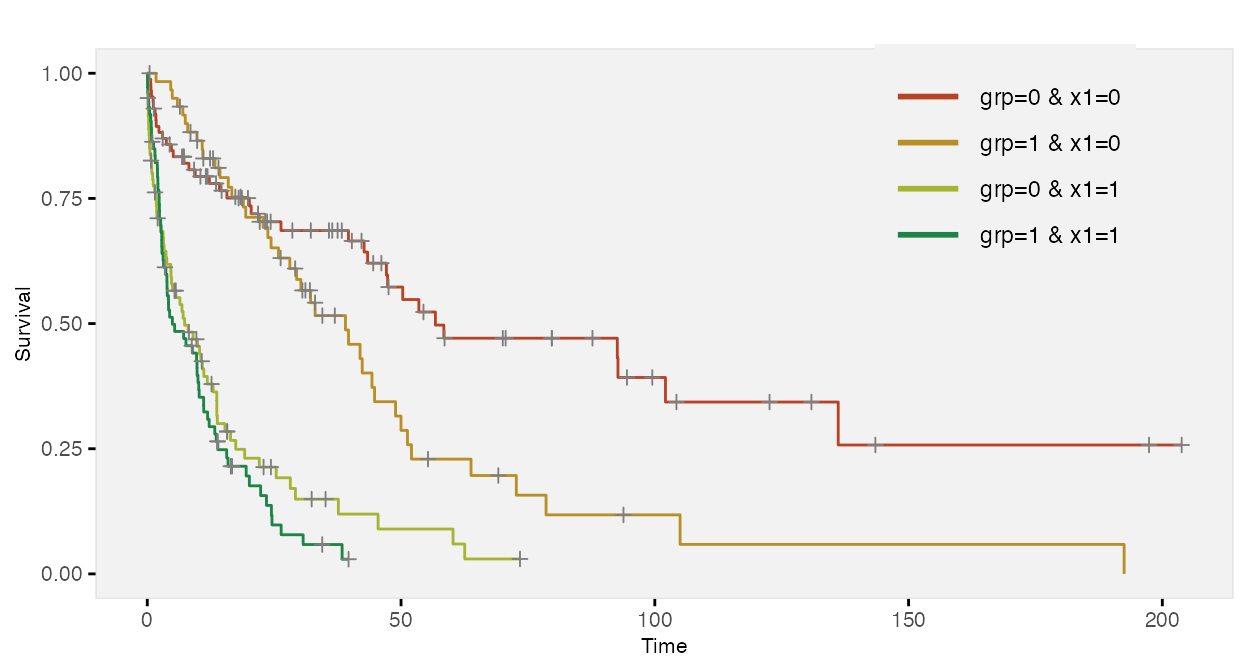 grp=0 & x1=0
grp=1 & x1=0
grp=0 & x1=1
grp=1 & x1=1
Survival
1.00
0.75
0.50
0.25
0.00
0 50 100 150 200
Time